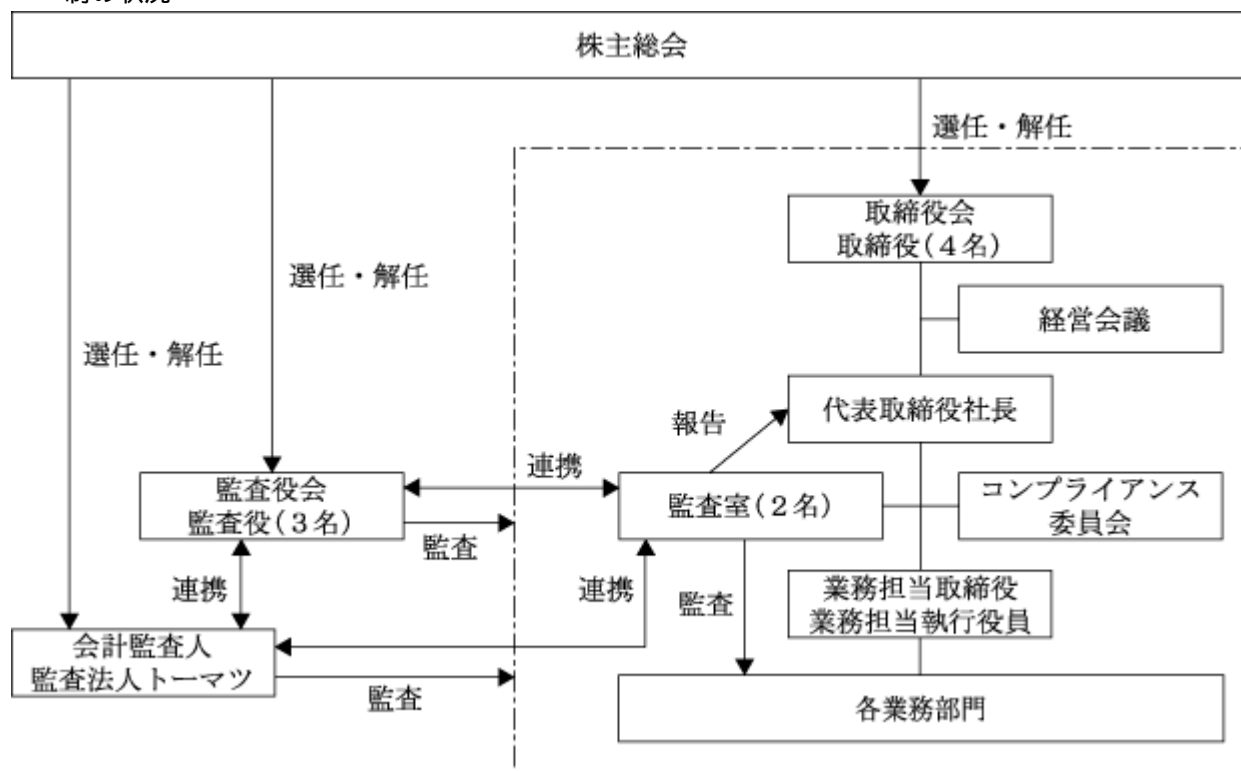 株主総会
選任・解任
取締役会
取締役(4名)
選任・解任
経営会議
選任・解任
代表取締役社長
報告
連携
監査役会
監査役(3名)
監査室(2名)
コンプライアンス
委員会
監査
連携
連携
監査
業務担当取締役
業務担当執行役員
会計監査人
監査法人トーマツ
監査
各業務部門